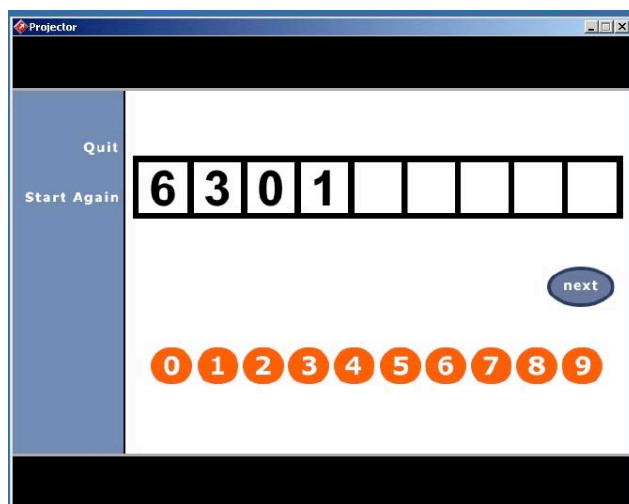 Projector
Quit
Start Again
6 3 0 1
next
0 1 2 3 4 5 6 7 8 9